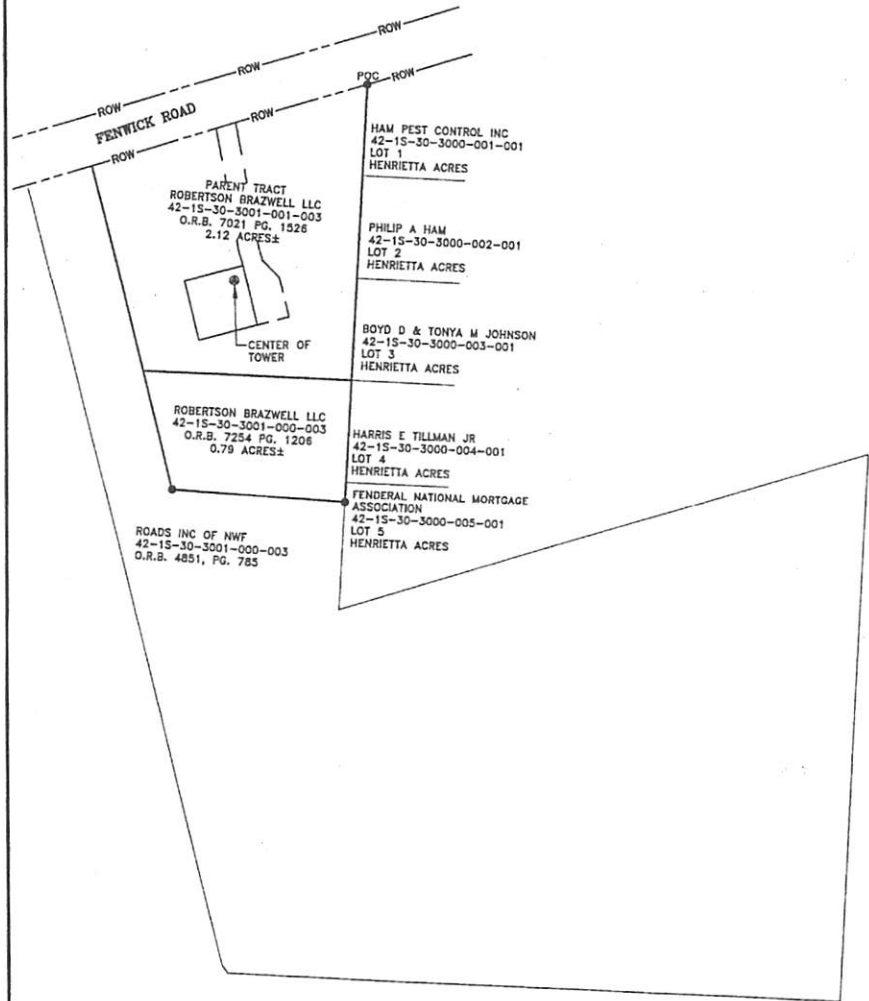 ROW
ROW
ROW
FENWICK ROAD
POC
ROW
ROW
ROW
HAM PEST CONTROL INC
42-1S-30-3000-001-001
LOT 1
HENRIETTA ACRES
PARENT TRACT
ROBERTSON BRAZWELL LLC
42-1S-30-3001-001-003
O.R.B. 7021 PG. 1526
2.12 ACRES±
PHILIP A HAM
42-1S-30-3000-002-001
LOT 2
HENRIETTA ACRES
CENTER OF
TOWER
BOYD D & TONYA M JOHNSON
42-1S-30-3000-003-001
LOT 3
HENRIETTA ACRES
ROBERTSON BRAZWELL LLC
42-1S-30-3001-000-003
O.R.B. 7254 PG. 1206
0.79 ACRES±
HARRIS E TILLMAN JR
42-1S-30-3000-004-001
LOT 4
HENRIETTA ACRES
FENDERAL NATIONAL MORTGAGE
ASSOCIATION
42-1S-30-3000-005-001
LOT 5
HENRIETTA ACRES
ROADS INC OF NWF
42-1S-30-3001-000-003
O.R.B. 4851, PG. 785